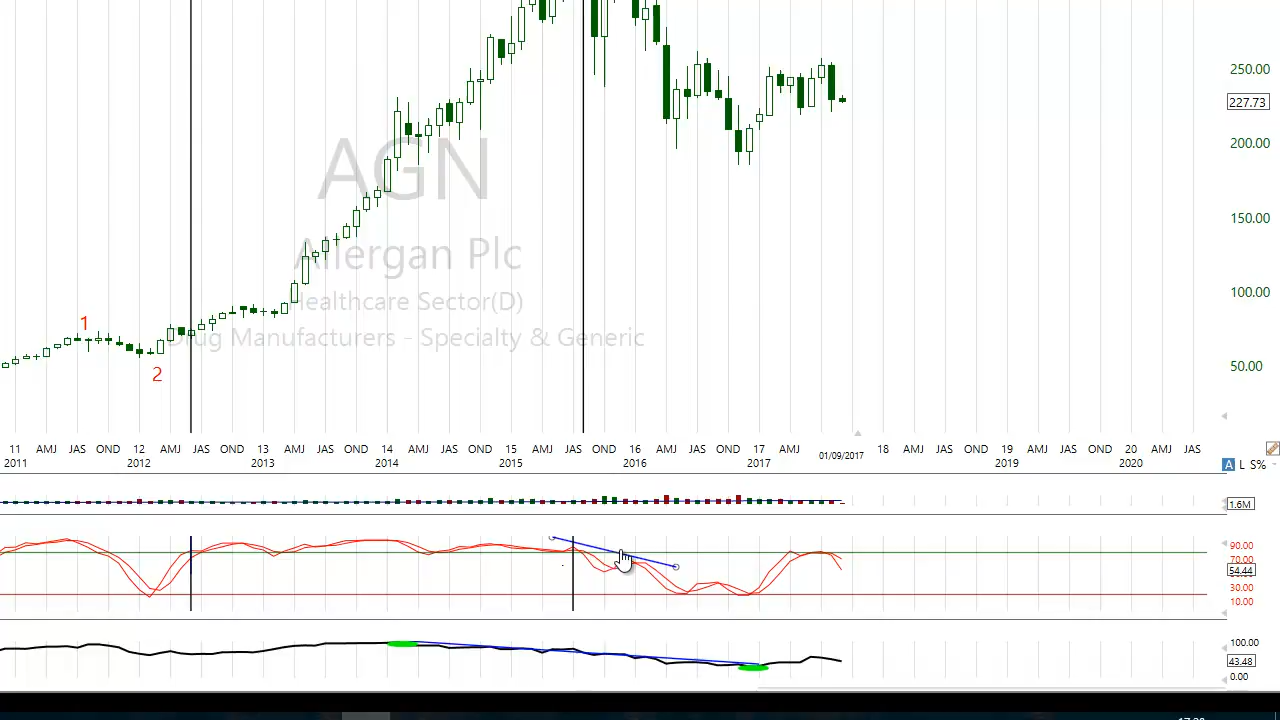 250.00
227.73
200.00
AGN
150.00
Allergan Plc
100.00
Healthcare Sector(D)
1
Drug Manufacturers - Specialty & Generic
50.00
2
11 AMJ JAS OND 12 AMJ JAS OND 13 AMJ JAS OND 14 AMJ JAS OND 15 AMJ JAS OND 16 AMJ JAS OND 17 AMJ 01/09/2017 18 AMJ JAS OND 19 AMJ JAS OND 20 AMJ JAS
2011 2012 2013 2014 2015 2016 2017 2018 2019 2020
A L S%
1.6M
90.00
70.00
54.44
30.00
10.00
100.00
43.48
0.00